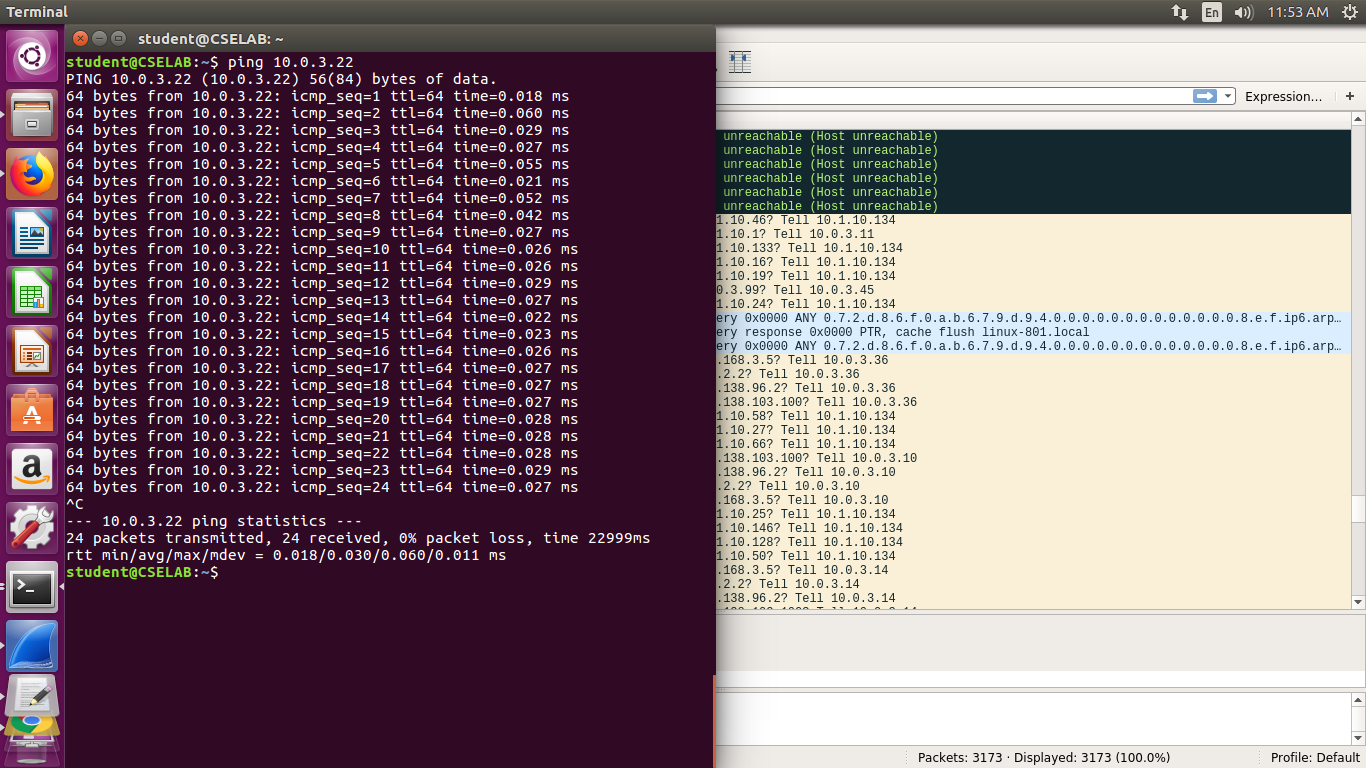 Terminal
En
11:53 AM
student@CSELAB: ~
student@CSELAB:~$ ping 10.0.3.22
PING 10.0.3.22 (10.0.3.22) 56(84) bytes of data.
64 bytes from 10.0.3.22: icmp_seq=1 ttl=64 time=0.018 ms
64 bytes from 10.0.3.22: icmp_seq=2 ttl=64 time=0.060 ms
64 bytes from 10.0.3.22: icmp_seq=3 ttl=64 time=0.029 ms
64 bytes from 10.0.3.22: icmp_seq=4 ttl=64 time=0.027 ms
64 bytes from 10.0.3.22: icmp_seq=5 ttl=64 time=0.055 ms
64 bytes from 10.0.3.22: icmp_seq=6 ttl=64 time=0.021 ms
64 bytes from 10.0.3.22: icmp_seq=7 ttl=64 time=0.052 ms
64 bytes from 10.0.3.22: icmp_seq=8 ttl=64 time=0.042 ms
64 bytes from 10.0.3.22: icmp_seq=9 ttl=64 time=0.027 ms
64 bytes from 10.0.3.22: icmp_seq=10 ttl=64 time=0.026 ms
64 bytes from 10.0.3.22: icmp_seq=11 ttl=64 time=0.026 ms
64 bytes from 10.0.3.22: icmp_seq=12 ttl=64 time=0.029 ms
64 bytes from 10.0.3.22: icmp_seq=13 ttl=64 time=0.027 ms
64 bytes from 10.0.3.22: icmp_seq=14 ttl=64 time=0.022 ms
64 bytes from 10.0.3.22: icmp_seq=15 ttl=64 time=0.023 ms
64 bytes from 10.0.3.22: icmp_seq=16 ttl=64 time=0.026 ms
64 bytes from 10.0.3.22: icmp_seq=17 ttl=64 time=0.027 ms
64 bytes from 10.0.3.22: icmp_seq=18 ttl=64 time=0.027 ms
64 bytes from 10.0.3.22: icmp_seq=19 ttl=64 time=0.027 ms
64 bytes from 10.0.3.22: icmp_seq=20 ttl=64 time=0.028 ms
64 bytes from 10.0.3.22: icmp_seq=21 ttl=64 time=0.028 ms
64 bytes from 10.0.3.22: icmp_seq=22 ttl=64 time=0.028 ms
64 bytes from 10.0.3.22: icmp_seq=23 ttl=64 time=0.029 ms
64 bytes from 10.0.3.22: icmp_seq=24 ttl=64 time=0.027 ms
^C
--- 10.0.3.22 ping statistics ---
24 packets transmitted, 24 received, 0% packet loss, time 22999ms
rtt min/avg/max/mdev = 0.018/0.030/0.060/0.011 ms
student@CSELAB:~$
Expression... +
unreachable (Host unreachable)
unreachable (Host unreachable)
unreachable (Host unreachable)
unreachable (Host unreachable)
unreachable (Host unreachable)
unreachable (Host unreachable)
1.10.46? Tell 10.1.10.134
1.10.1? Tell 10.0.3.11
1.10.133? Tell 10.1.10.134
1.10.16? Tell 10.1.10.134
1.10.19? Tell 10.1.10.134
0.3.99? Tell 10.0.3.45
1.10.24? Tell 10.1.10.134
ery 0x0000 ANY 0.7.2.d.8.6.f.0.a.b.6.7.9.d.9.4.0.0.0.0.0.0.0.0.0.0.0.0.0.8.e.f.ip6.arp…
ery response 0x0000 PTR, cache flush linux-801.local
ery 0x0000 ANY 0.7.2.d.8.6.f.0.a.b.6.7.9.d.9.4.0.0.0.0.0.0.0.0.0.0.0.0.0.8.e.f.ip6.arp…
.168.3.5? Tell 10.0.3.36
.2.2? Tell 10.0.3.36
.138.96.2? Tell 10.0.3.36
.138.103.100? Tell 10.0.3.36
1.10.58? Tell 10.1.10.134
1.10.27? Tell 10.1.10.134
1.10.66? Tell 10.1.10.134
.138.103.100? Tell 10.0.3.10
.138.96.2? Tell 10.0.3.10
.2.2? Tell 10.0.3.10
.168.3.5? Tell 10.0.3.10
1.10.25? Tell 10.1.10.134
1.10.146? Tell 10.1.10.134
1.10.128? Tell 10.1.10.134
1.10.50? Tell 10.1.10.134
.168.3.5? Tell 10.0.3.14
.2.2? Tell 10.0.3.14
.138.96.2? Tell 10.0.3.14
Packets: 3173 · Displayed: 3173 (100.0%)
Profile: Default